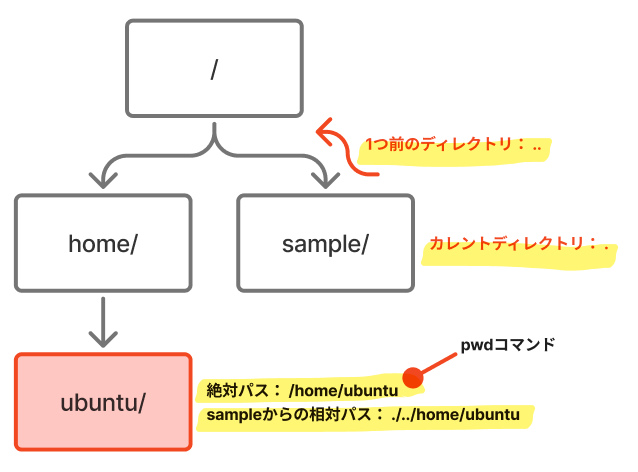 /
1つ前のディレクトリ： ..
home/
sample/
カレントディレクトリ： .
pwdコマンド
ubuntu/
絶対パス： /home/ubuntu
sampleからの相対パス： ./../home/ubuntu